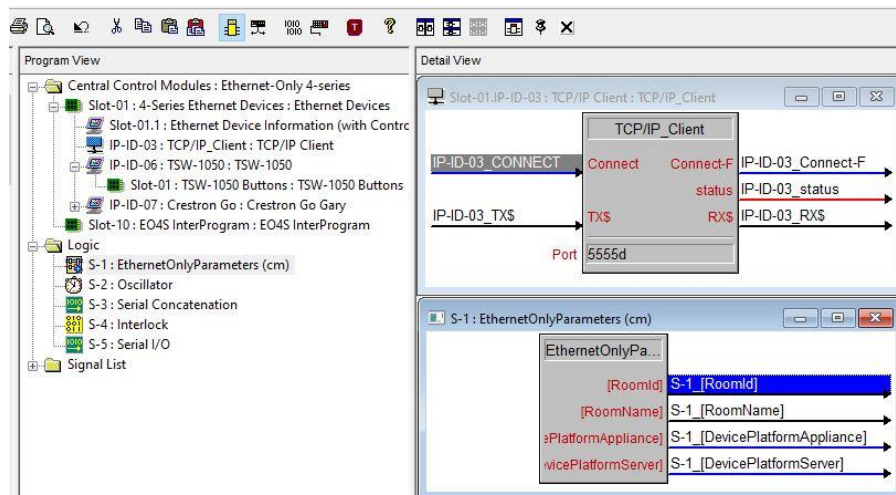 Program View
Central Control Modules : Ethernet-Only 4-series
Slot-01 : 4-Series Ethernet Devices : Ethernet Devices
Slot-01.1 : Ethernet Device Information (with Contro
IP-ID-03 : TCP/IP_Client : TCP/IP Client
IP-ID-06 : TSW-1050 : TSW-1050
Slot-01 : TSW-1050 Buttons : TSW-1050 Buttons
IP-ID-07 : Crestron Go : Crestron Go Gary
Slot-10 : EO4S InterProgram : EO4S InterProgram
Logic
S-1 : EthernetOnlyParameters (cm)
S-2 : Oscillator
S-3 : Serial Concatenation
S-4 : Interlock
S-5 : Serial I/O
Signal List
Detail View
Slot-01.IP-ID-03 : TCP/IP Client : TCP/IP_Client
TCP/IP_Client
IP-ID-03_CONNECT Connect Connect-F IP-ID-03_Connect-F
status IP-ID-03_status
IP-ID-03_TX$ TX$ RX$ IP-ID-03_RX$
Port 5555d
S-1 : EthernetOnlyParameters (cm)
EthernetOnlyPa...
[RoomId] S-1_[RoomId]
[RoomName] S-1_[RoomName]
ePlatformAppliance] S-1_[DevicePlatformAppliance]
vicePlatformServer] S-1_[DevicePlatformServer]